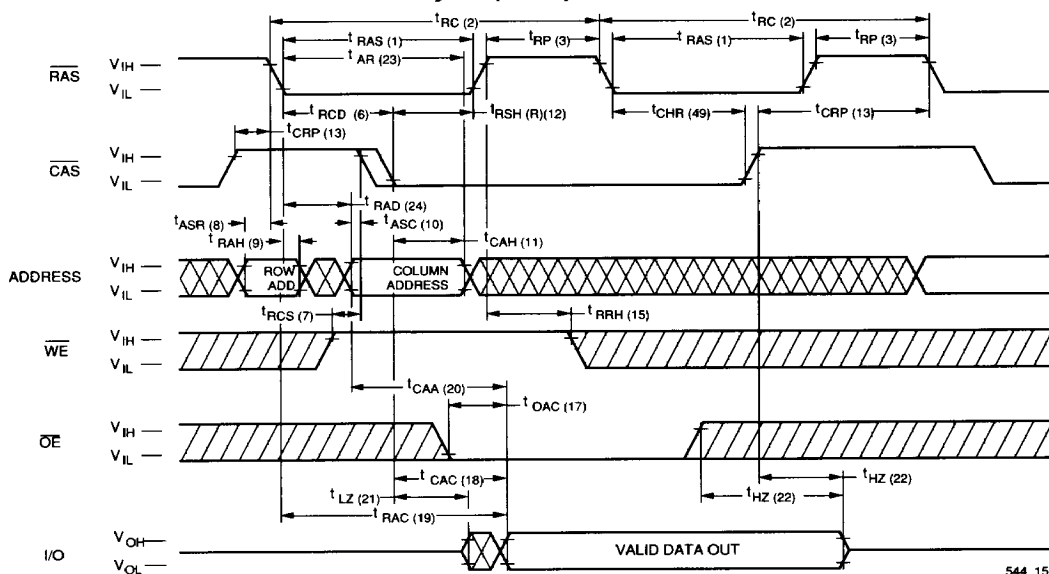 tRC (2) tRC (2)
tRAS (1) tRP (3) tRAS (1) tRP (3)
tAR (23)
RAS VIH
VIL
tRCD (6) tRSH (R)(12) tCHR (49) tCRP (13)
tCRP (13)
CAS VIH
VIL
tRAD (24)
tASR (8) tASC (10)
tRAH (9) tCAH (11)
ADDRESS VIH ROW ADD. COLUMN ADDRESS
VIL
tRCS (7) tRRH (15)
WE VIH
VIL
tCAA (20)
tOAC (17)
OE VIH
VIL
tCAC (18)
tLZ (21) tHZ (22) tHZ (22)
tRAC (19)
I/O VOH VALID DATA OUT
VOL
544 15